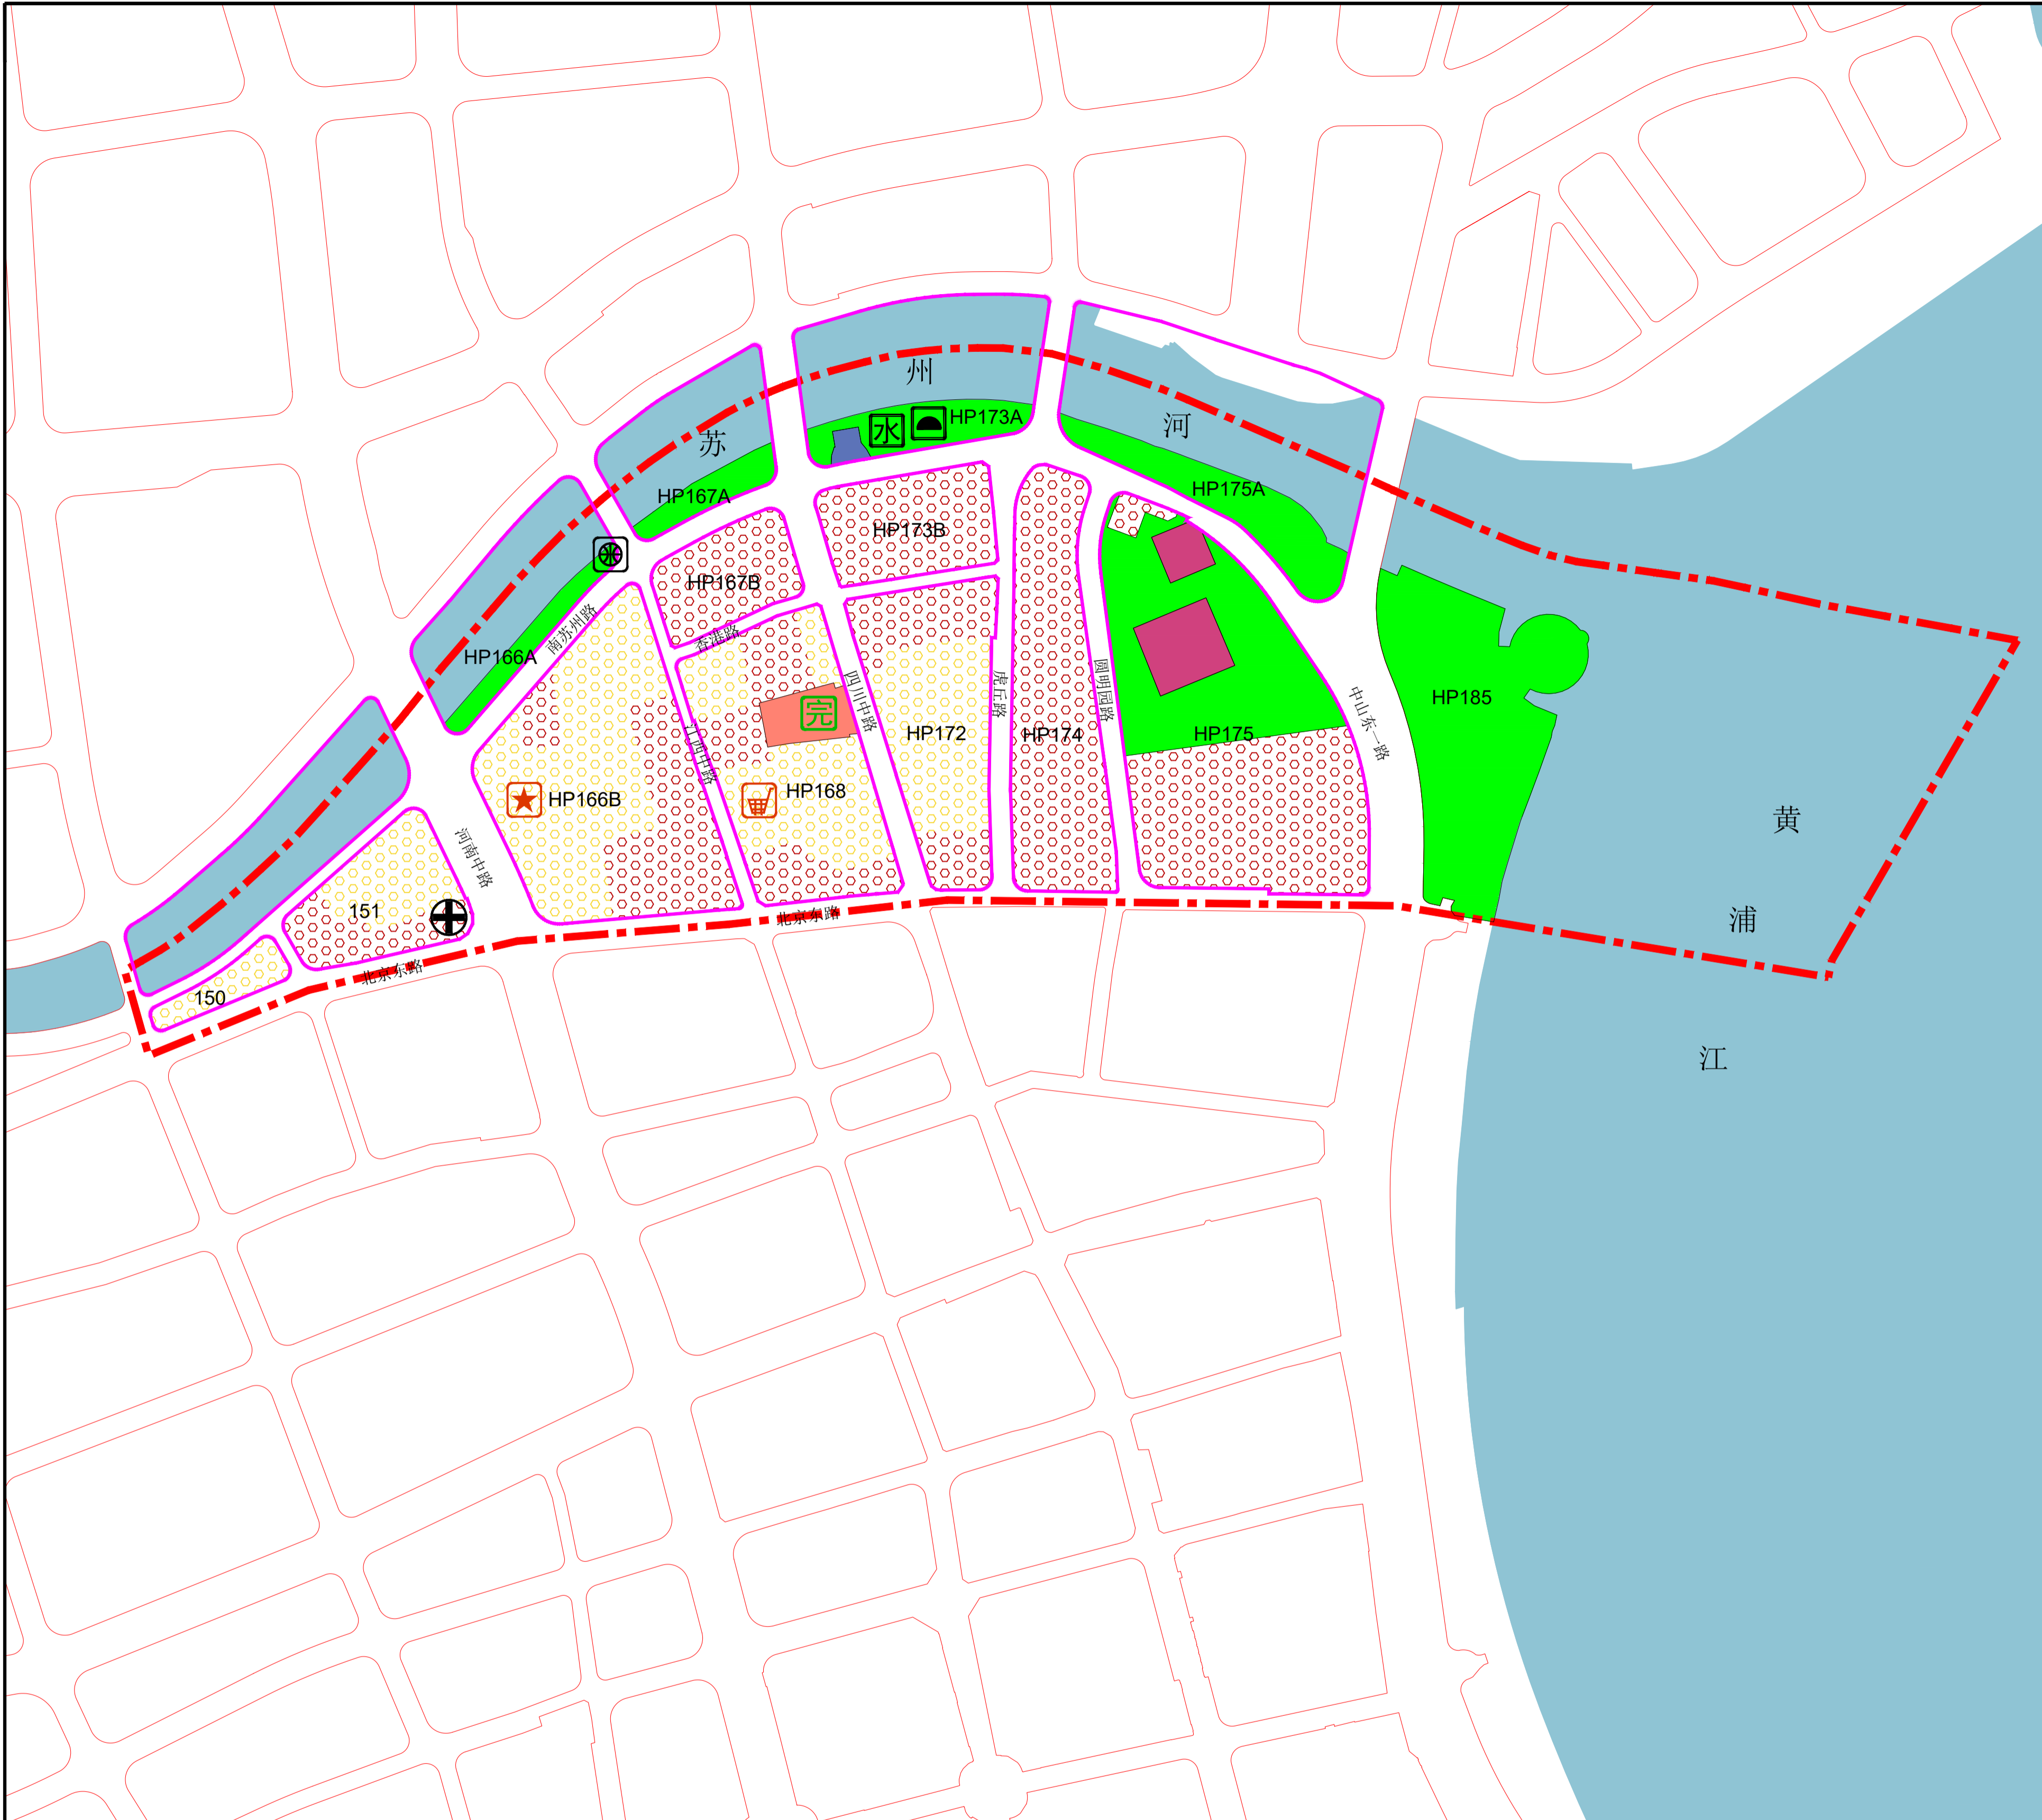 州
河
苏
水
HP173A
HP167A
HP175A
HP173B
HP167B
南苏州路
香港路
HP166A
四川中路
虎丘路
圆明园路
中山东一路
HP185
完
江西中路
HP172
HP174
HP175
HP166B
HP168
河南中路
黄
浦
江
151
北京东路
北京东路
150